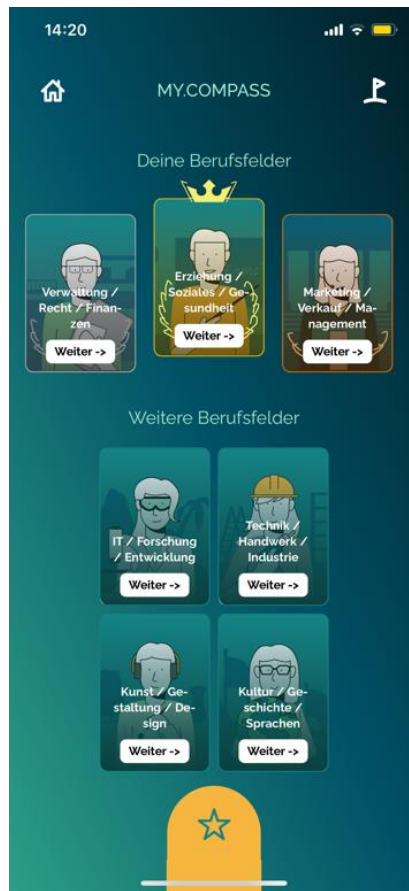 14:20
MY.COMPASS
Deine Berufsfelder
Verwaltung /
Recht / Finan-
zen
Weiter ->
Erziehung /
Soziales / Ge-
sundheit
Weiter ->
Marketing /
Verkauf / Ma-
nagement
Weiter ->
Weitere Berufsfelder
IT / Forschung
/ Entwicklung
Weiter ->
Technik /
Handwerk /
Industrie
Weiter ->
Kunst / Ge-
staltung / De-
sign
Weiter ->
Kultur / Ge-
schichte /
Sprachen
Weiter ->